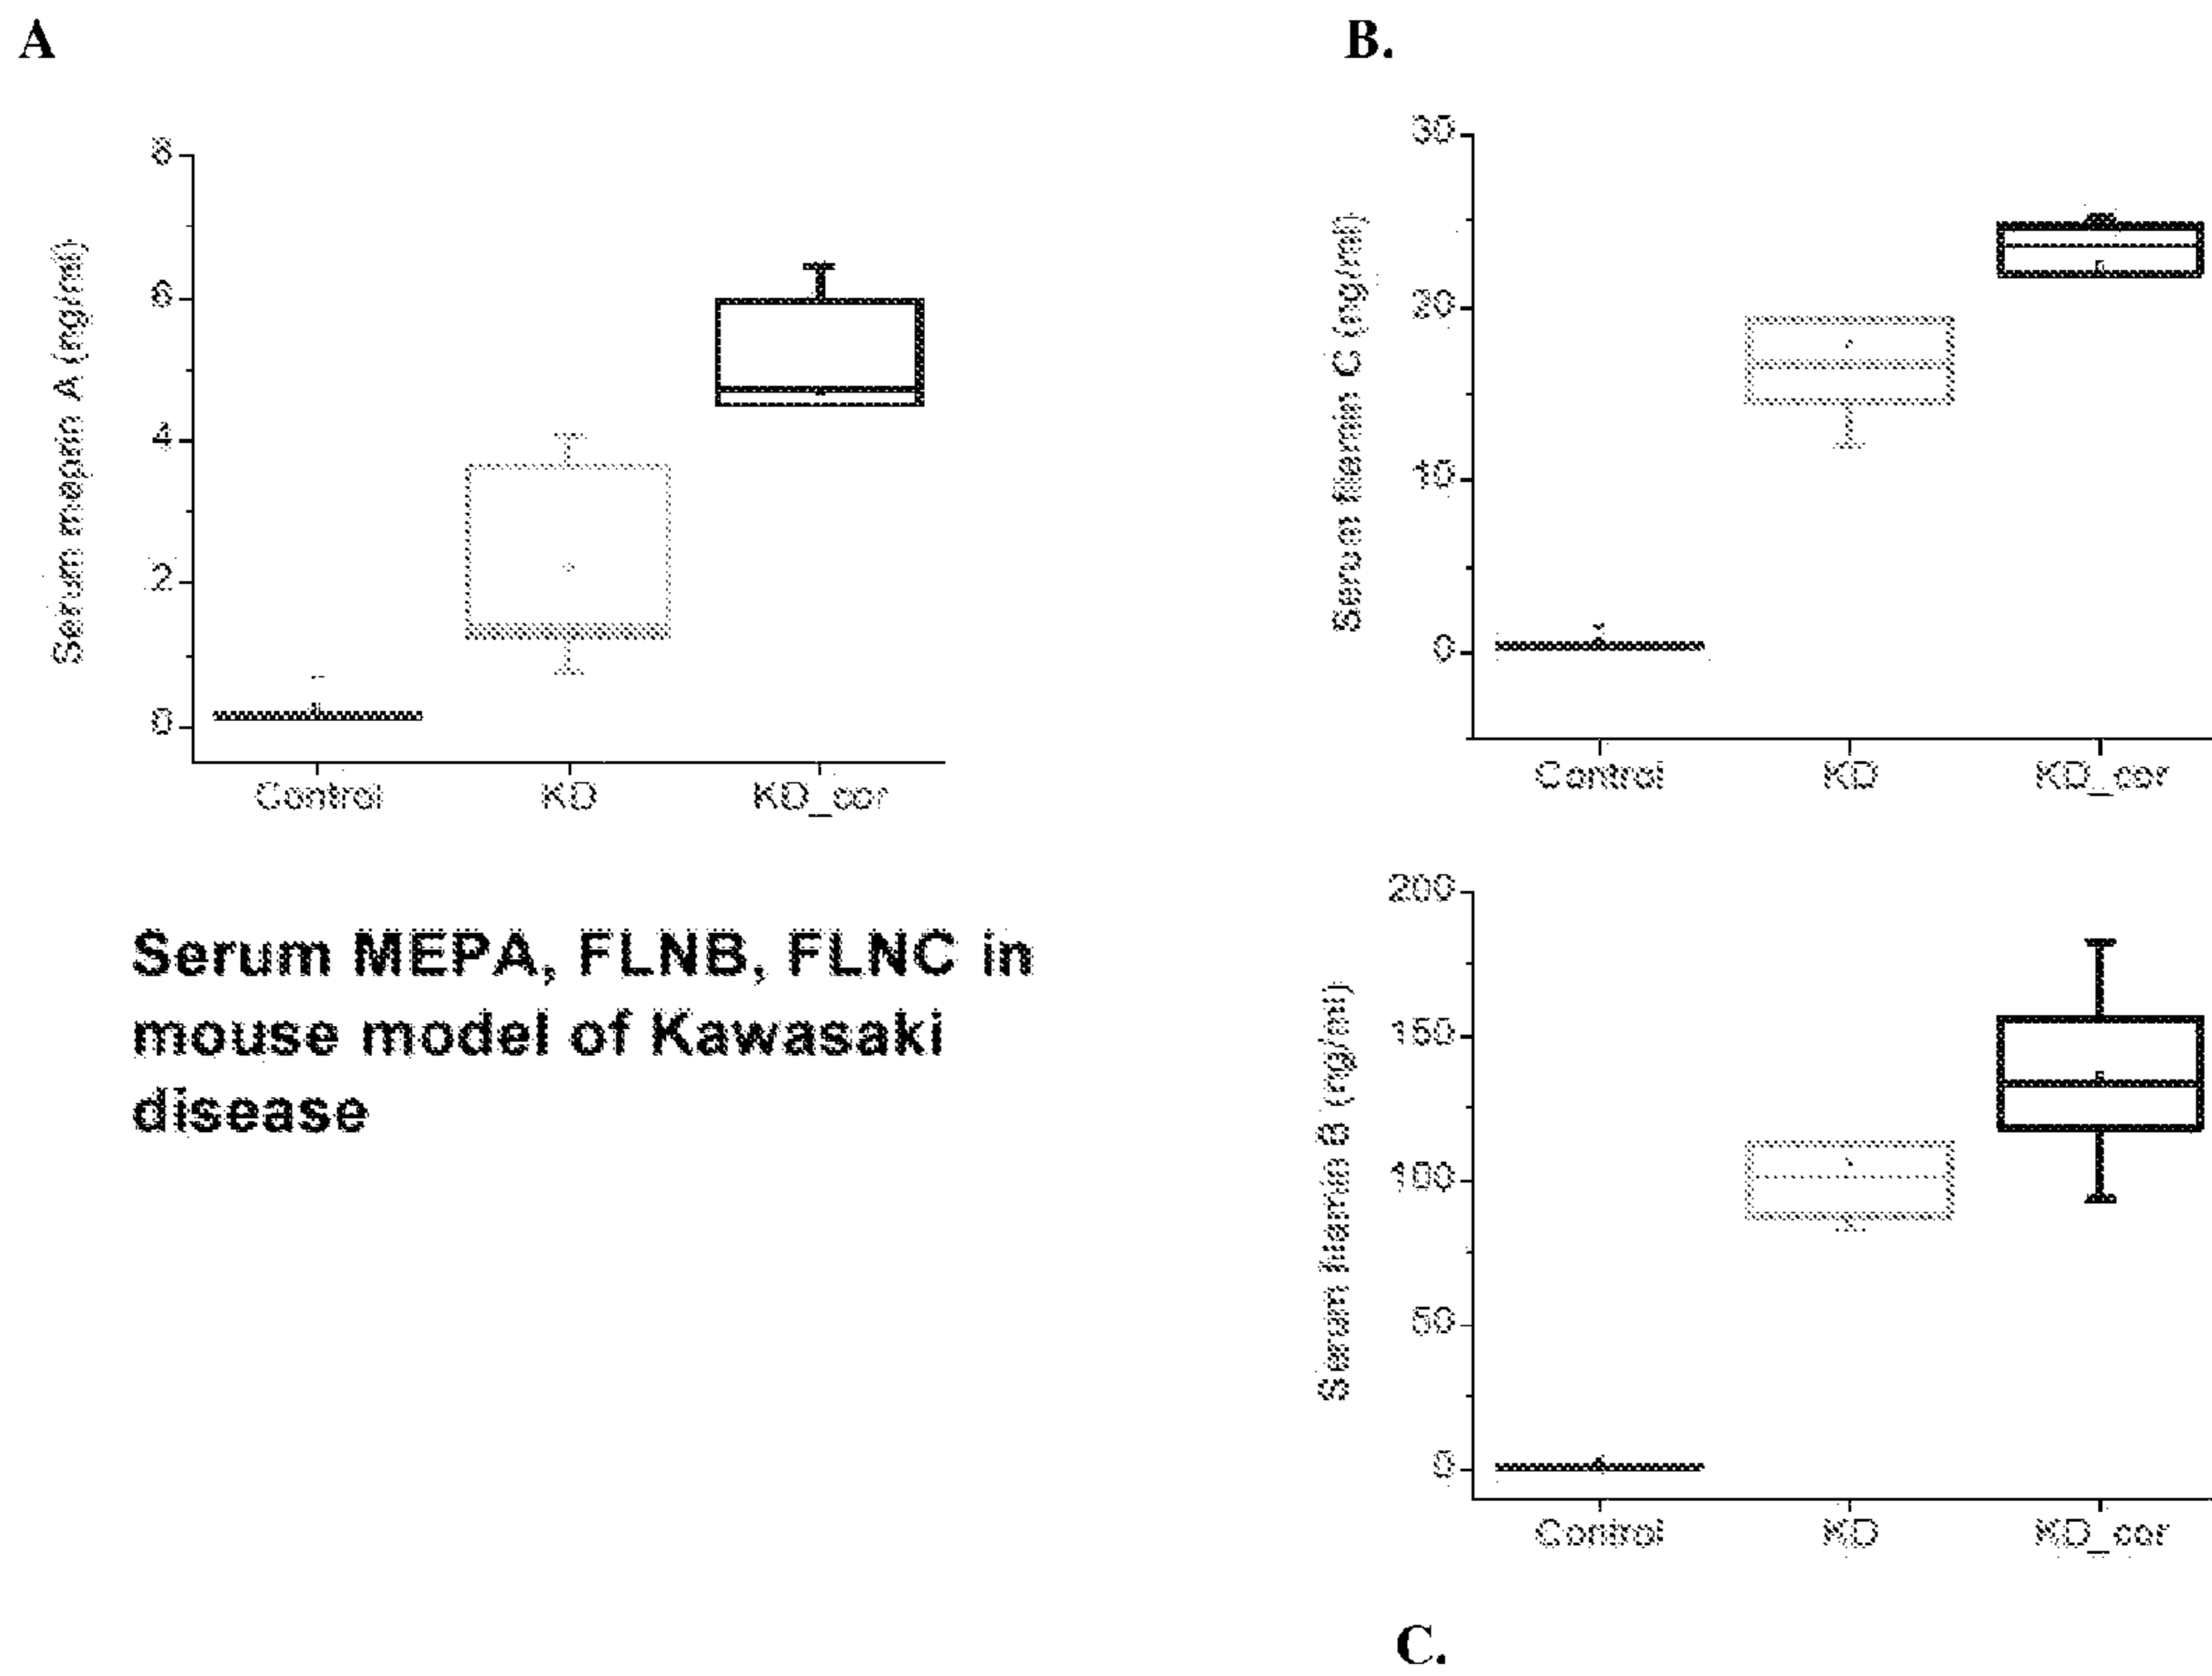 A
B.
8
6
4
2
0
Serum meprin A (ng/ml)
Control KD KD_cor
30
20
10
0
Serum filamin C (ng/ml)
Control KD KD_cor
Serum MEPA, FLNB, FLNC in
mouse model of Kawasaki
disease
200
150
100
50
0
Serum filamin B (ng/ml)
Control KD KD_cor
C.